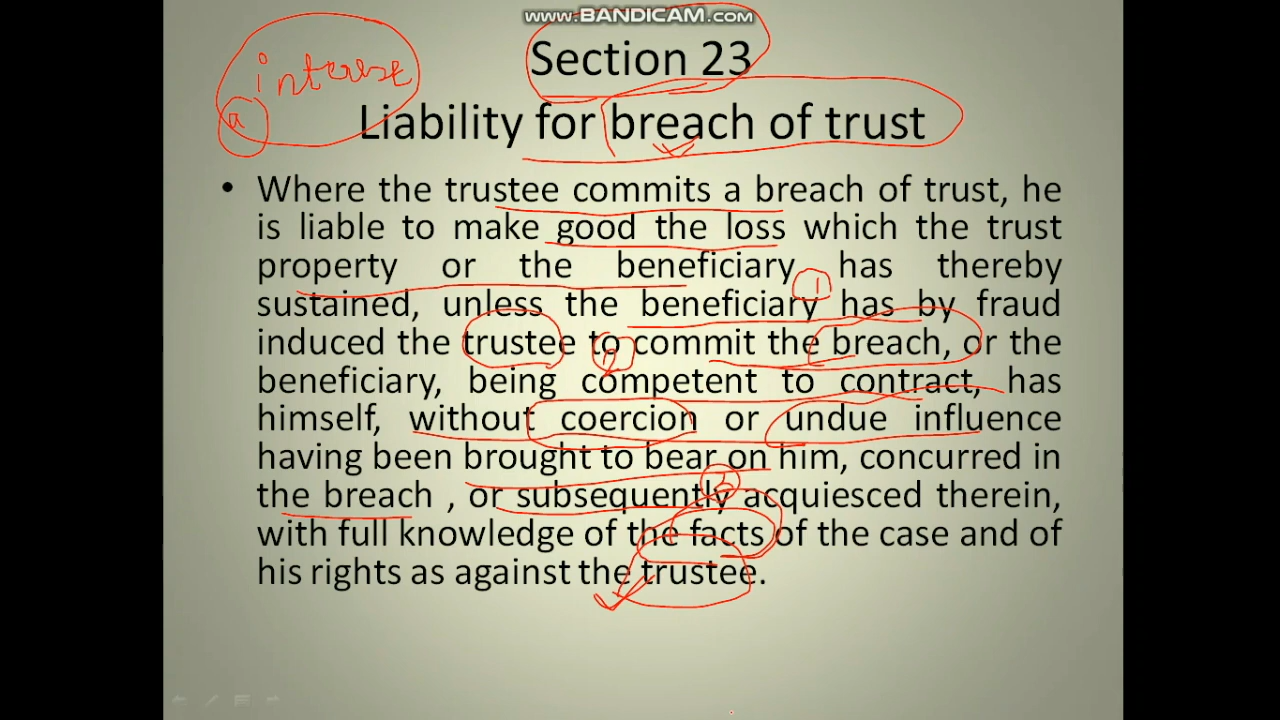 www.BANDICAM.com
Section 23
interest
a
Liability for breach of trust
• Where the trustee commits a breach of trust, he
is liable to make good the loss which the trust
property or the beneficiary has thereby
1
sustained, unless the beneficiary has by fraud
induced the trustee to commit the breach, or the
2
beneficiary, being competent to contract, has
himself, without coercion or undue influence
having been brought to bear on him, concurred in
3
the breach , or subsequently acquiesced therein,
with full knowledge of the facts of the case and of
his rights as against the trustee.